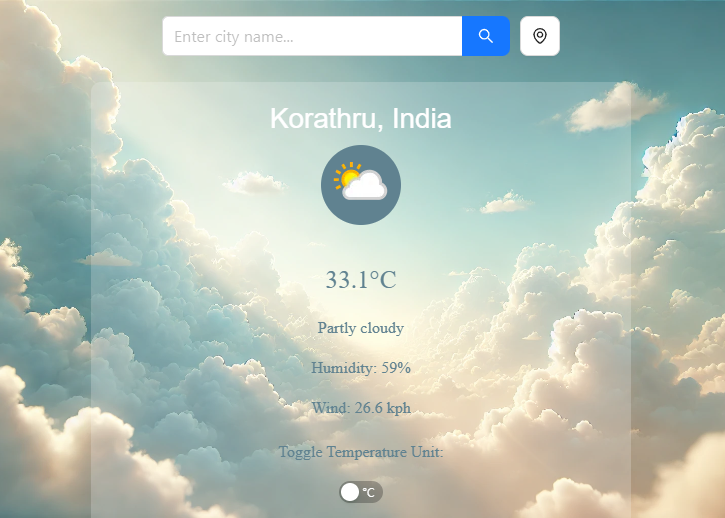 Enter city name...
Korathru, India
33.1°C
Partly cloudy
Humidity: 59%
Wind: 26.6 kph
Toggle Temperature Unit:
°C